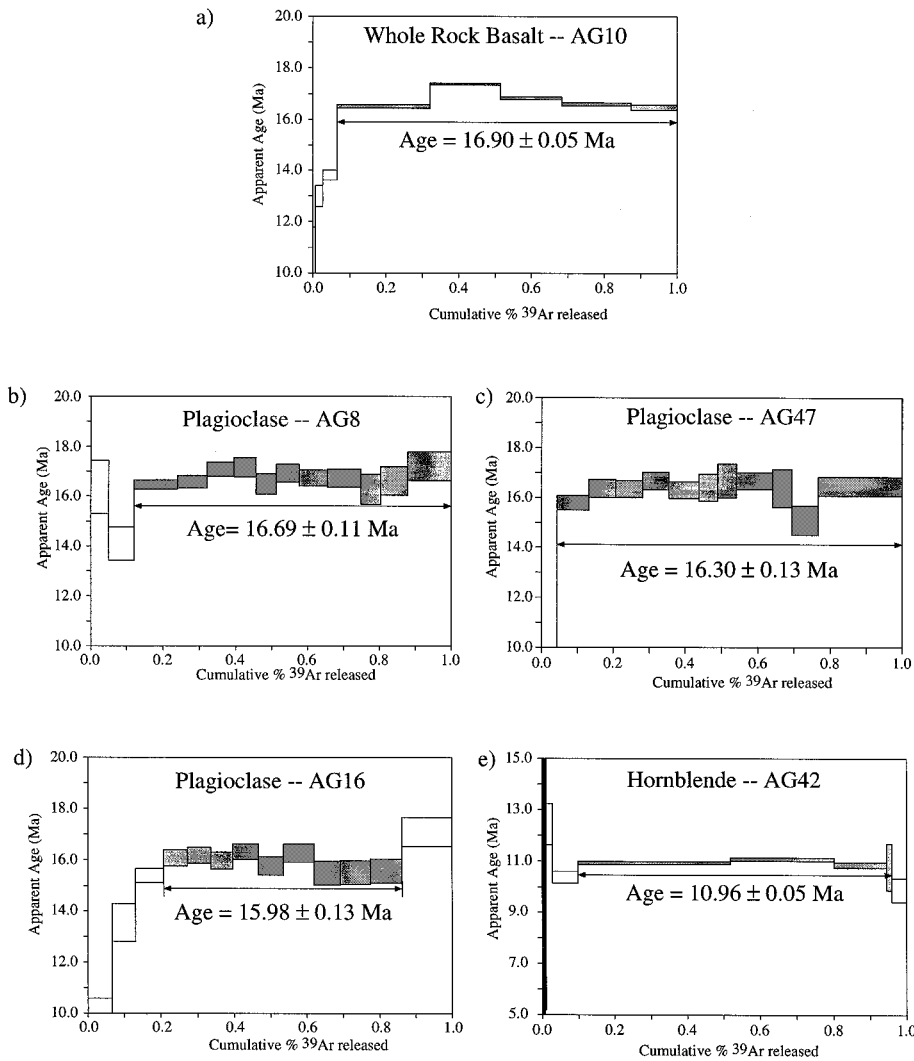 a)
Whole Rock Basalt -- AG10
Apparent Age (Ma)
20.0
18.0
16.0
14.0
12.0
10.0
Age = 16.90 ± 0.05 Ma
0.0 0.2 0.4 0.6 0.8 1.0
Cumulative % 39Ar released
b)
Plagioclase -- AG8
Apparent Age (Ma)
20.0
18.0
16.0
14.0
12.0
10.0
Age= 16.69 ± 0.11 Ma
0.0 0.2 0.4 0.6 0.8 1.0
Cumulative % 39Ar released
c)
Plagioclase -- AG47
Apparent Age (Ma)
20.0
18.0
16.0
14.0
12.0
10.0
Age = 16.30 ± 0.13 Ma
0.0 0.2 0.4 0.6 0.8 1.0
Cumulative % 39Ar released
d)
Plagioclase -- AG16
Apparent Age (Ma)
20.0
18.0
16.0
14.0
12.0
10.0
Age = 15.98 ± 0.13 Ma
0.0 0.2 0.4 0.6 0.8 1.0
Cumulative % 39Ar released
e)
Hornblende -- AG42
Apparent Age (Ma)
15.0
13.0
11.0
9.0
7.0
5.0
Age = 10.96 ± 0.05 Ma
0.0 0.2 0.4 0.6 0.8 1.0
Cumulative % 39Ar released